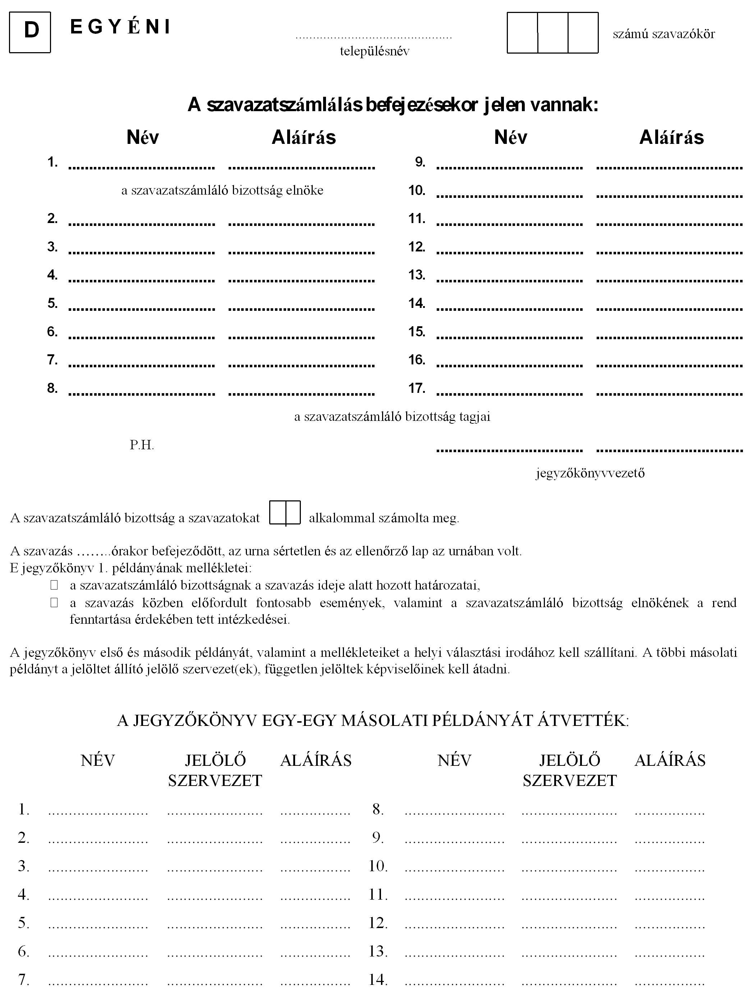 D EGYÉNI .............................................. számú szavazókör
településnév
A szavazatszámlálás befejezésekor jelen vannak:
Név Aláírás Név Aláírás
1. ................................... ................................... 9. ................................... ...................................
a szavazatszámláló bizottság elnöke 10. ................................... ...................................
2. ................................... ................................... 11. ................................... ...................................
3. ................................... ................................... 12. ................................... ...................................
4. ................................... ................................... 13. ................................... ...................................
5. ................................... ................................... 14. ................................... ...................................
6. ................................... ................................... 15. ................................... ...................................
7. ................................... ................................... 16. ................................... ...................................
8. ................................... ................................... 17. ................................... ...................................
a szavazatszámláló bizottság tagjai
P.H. ................................... ...................................
jegyzőkönyvvezető
A szavazatszámláló bizottság a szavazatokat alkalommal számolta meg.
A szavazás ……..órakor befejeződött, az urna sértetlen és az ellenőrző lap az urnában volt.
E jegyzőkönyv 1. példányának mellékletei:
a szavazatszámláló bizottságnak a szavazás ideje alatt hozott határozatai,
a szavazás közben előfordult fontosabb események, valamint a szavazatszámláló bizottság elnökének a rend
fenntartása érdekében tett intézkedései.
A jegyzőkönyv első és második példányát, valamint a mellékleteiket a helyi választási irodához kell szállítani. A többi másolati
példányt a jelöltet állító jelölő szervezet(ek), független jelöltek képviselőinek kell átadni.
A JEGYZŐKÖNYV EGY-EGY MÁSOLATI PÉLDÁNYÁT ÁTVETTÉK:
NÉV JELÖLŐ ALÁÍRÁS NÉV JELÖLŐ ALÁÍRÁS
SZERVEZET SZERVEZET
1. ........................ ....................... ................. 8. ........................ ....................... .................
2. ........................ ....................... ................. 9. ........................ ....................... .................
3. ........................ ....................... ................. 10. ........................ ....................... .................
4. ........................ ....................... ................. 11. ........................ ....................... .................
5. ........................ ....................... ................. 12. ........................ ....................... .................
6. ........................ ....................... ................. 13. ........................ ....................... .................
7. ........................ ....................... ................. 14. ........................ ....................... .................